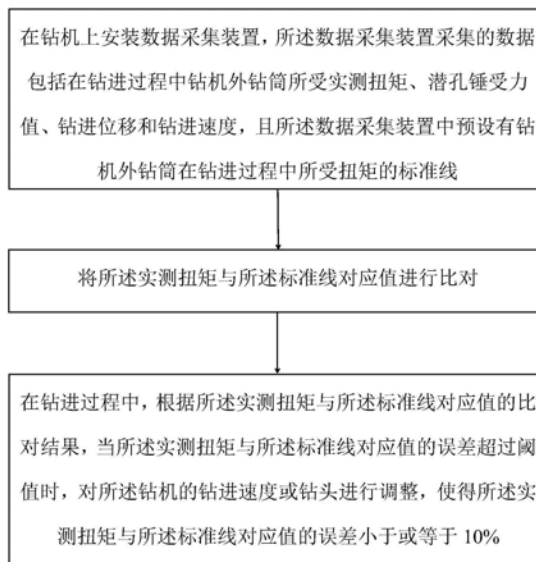 在钻机上安装数据采集装置，所述数据采集装置采集的数据
包括在钻进过程中钻机外钻筒所受实测扭矩、潜孔锤受力
值、钻进位移和钻进速度，且所述数据采集装置中预设有钻
机外钻筒在钻进过程中所受扭矩的标准线
将所述实测扭矩与所述标准线对应值进行比对
在钻进过程中，根据所述实测扭矩与所述标准线对应值的比
对结果，当所述实测扭矩与所述标准线对应值的误差超过阈
值时，对所述钻机的钻进速度或钻头进行调整，使得所述实
测扭矩与所述标准线对应值的误差小于或等于 10%